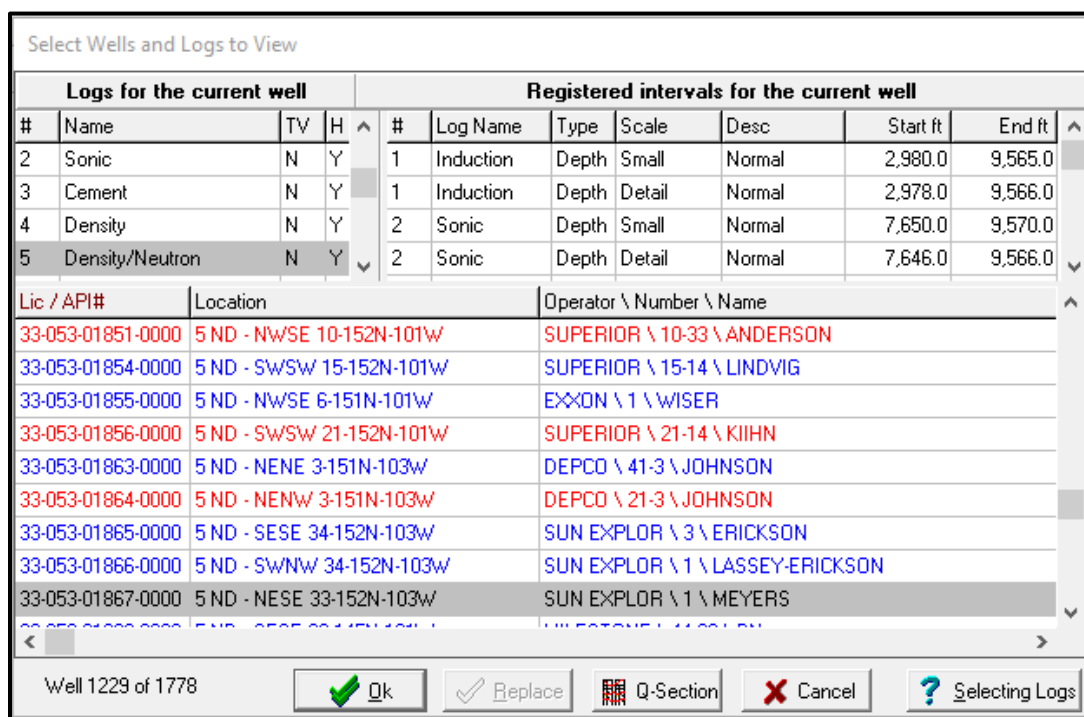 Select Wells and Logs to View
Logs for the current well Registered intervals for the current well
# Name TV H # Log Name Type Scale Desc Start ft End ft
2 Sonic N Y 1 Induction Depth Small Normal 2,980.0 9,565.0
3 Cement N Y 1 Induction Depth Detail Normal 2,978.0 9,566.0
4 Density N Y 2 Sonic Depth Small Normal 7,650.0 9,570.0
5 Density/Neutron N Y 2 Sonic Depth Detail Normal 7,646.0 9,566.0
Lic / API# Location Operator \ Number \ Name
33-053-01851-0000 5 ND - NWSE 10-152N-101W SUPERIOR \ 10-33 \ ANDERSON
33-053-01854-0000 5 ND - SWSW 15-152N-101W SUPERIOR \ 15-14 \ LINDVIG
33-053-01855-0000 5 ND - NWSE 6-151N-101W EXXON \ 1 \ WISER
33-053-01856-0000 5 ND - SWSW 21-152N-101W SUPERIOR \ 21-14 \ KIIHN
33-053-01863-0000 5 ND - NENE 3-151N-103W DEPCO \ 41-3 \ JOHNSON
33-053-01864-0000 5 ND - NENW 3-151N-103W DEPCO \ 21-3 \ JOHNSON
33-053-01865-0000 5 ND - SESE 34-152N-103W SUN EXPLOR \ 3 \ ERICKSON
33-053-01866-0000 5 ND - SWNW 34-152N-103W SUN EXPLOR \ 1 \ LASSEY-ERICKSON
33-053-01867-0000 5 ND - NESE 33-152N-103W SUN EXPLOR \ 1 \ MEYERS
Well 1229 of 1778 Ok Replace Q-Section Cancel Selecting Logs